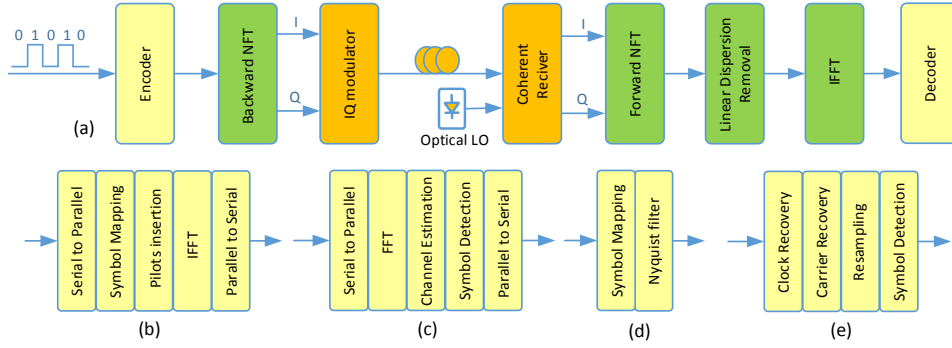 0 1 0 1 0
Encoder
Backward NFT
I
Q
IQ modulator
Optical LO
Coherent
Reciver
I
Q
Forward NFT
Linear Dispersion
Removal
IFFT
Decoder
(a)
Serial to Parallel
Symbol Mapping
Pilots insertion
IFFT
Parallel to Serial
(b)
Serial to Parallel
FFT
Channel Estimation
Symbol Detection
Parallel to Serial
(c)
Symbol Mapping
Nyquist filter
(d)
Clock Recovery
Carrier Recovery
Resampling
Symbol Detection
(e)